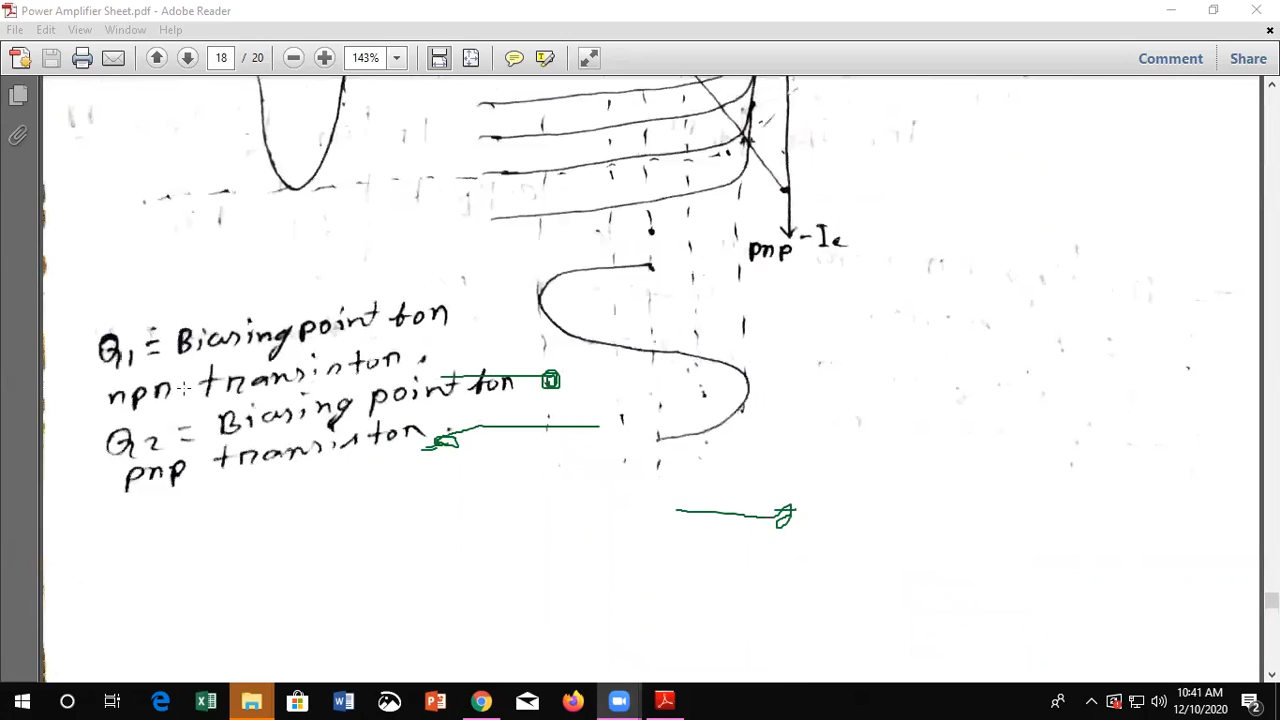 Power Amplifier Sheet.pdf - Adobe Reader
File Edit View Window Help
18 / 20 143% Comment Share
pnp -Ic
Q1 = Biasing point for
npn transistor.
Q2 = Biasing point for
pnp transistor.
10:41 AM
12/10/2020
2